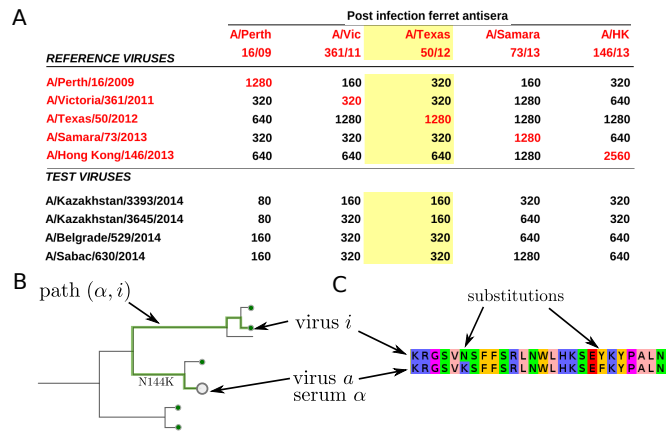 A
Post infection ferret antisera
A/Perth A/Vic A/Texas A/Samara A/HK
REFERENCE VIRUSES 16/09 361/11 50/12 73/13 146/13
A/Perth/16/2009 1280 160 320 160 320
A/Victoria/361/2011 320 320 320 1280 640
A/Texas/50/2012 640 1280 1280 1280 1280
A/Samara/73/2013 320 320 320 1280 640
A/Hong Kong/146/2013 640 640 640 1280 2560
TEST VIRUSES
A/Kazakhstan/3393/2014 80 160 160 320 320
A/Kazakhstan/3645/2014 80 320 160 640 320
A/Belgrade/529/2014 160 320 320 640 640
A/Sabac/630/2014 160 320 320 1280 640
B
path (α, i)
N144K
virus i
virus a
serum α
C
substitutions
KRGSVNSFFSRLNWLHKSEYKYPALN
KRGSVKSFFSRLNWLHKSEFKYPALN